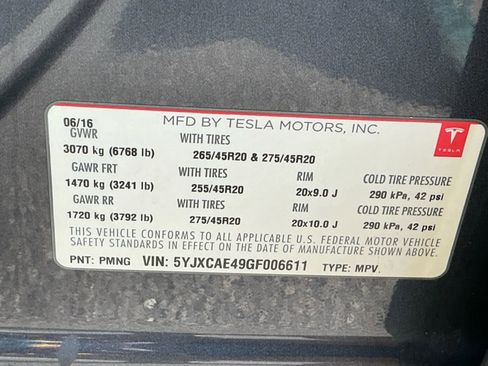 06/16 MFD BY TESLA MOTORS, INC.
GVWR WITH TIRES
3070 kg (6768 lb) 265/45R20 & 275/45R20
TESLA
GAWR FRT WITH TIRES RIM COLD TIRE PRESSURE
1470 kg (3241 lb) 255/45R20 20x9.0 J 290 kPa, 42 psi
GAWR RR WITH TIRES RIM COLD TIRE PRESSURE
1720 kg (3792 lb) 275/45R20 20x10.0 J 290 kPa, 42 psi
THIS VEHICLE CONFORMS TO ALL APPLICABLE U.S. FEDERAL MOTOR VEHICLE
SAFETY STANDARDS IN EFFECT ON THE DATE OF MANUFACTURE SHOWN ABOVE.
PNT: PMNG VIN: 5YJXCAE49GF006611 TYPE: MPV.